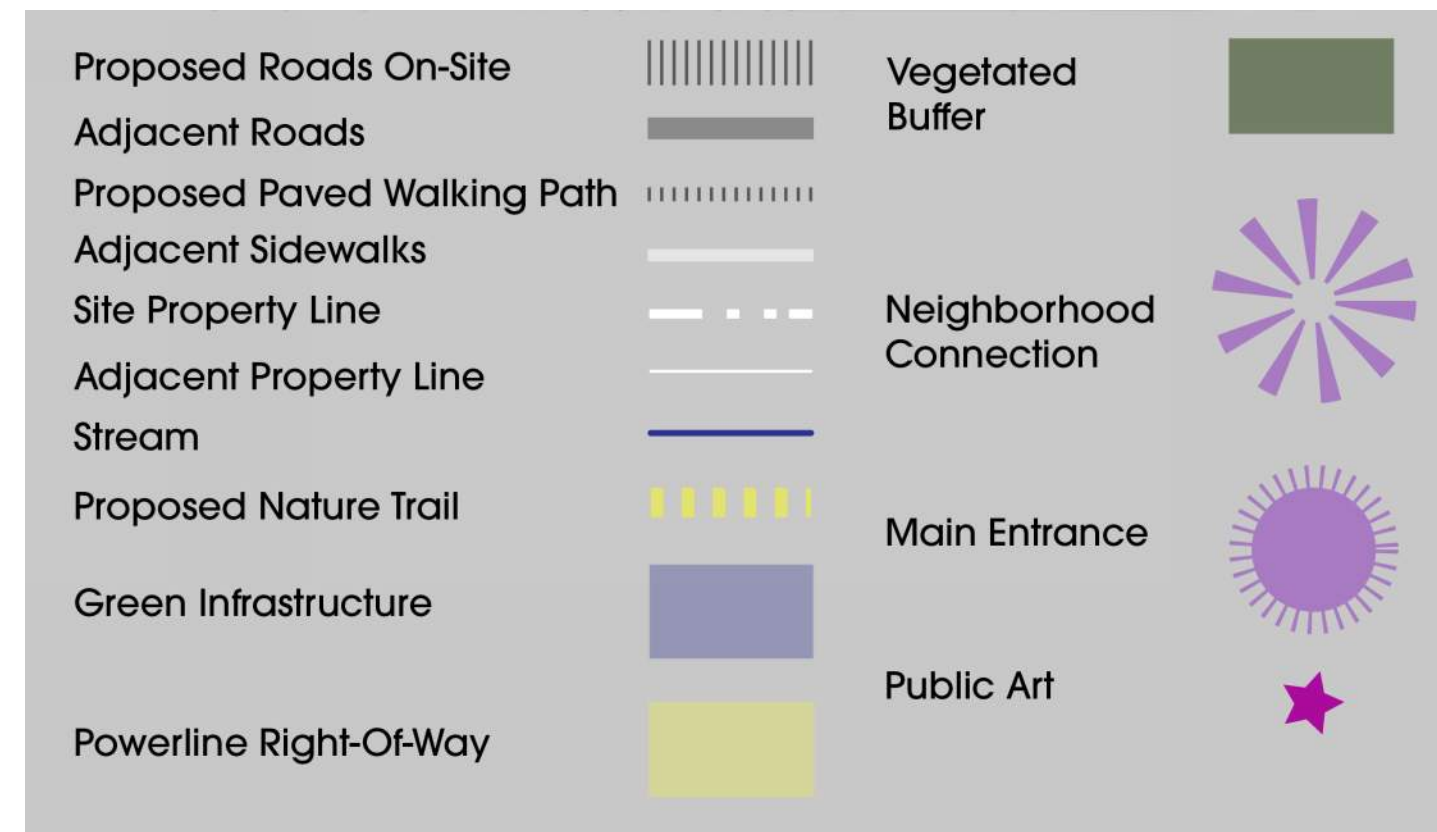 Proposed Roads On-Site
Adjacent Roads
Proposed Paved Walking Path
Adjacent Sidewalks
Site Property Line
Adjacent Property Line
Stream
Proposed Nature Trail
Green Infrastructure
Powerline Right-Of-Way
Vegetated
Buffer
Neighborhood
Connection
Main Entrance
Public Art